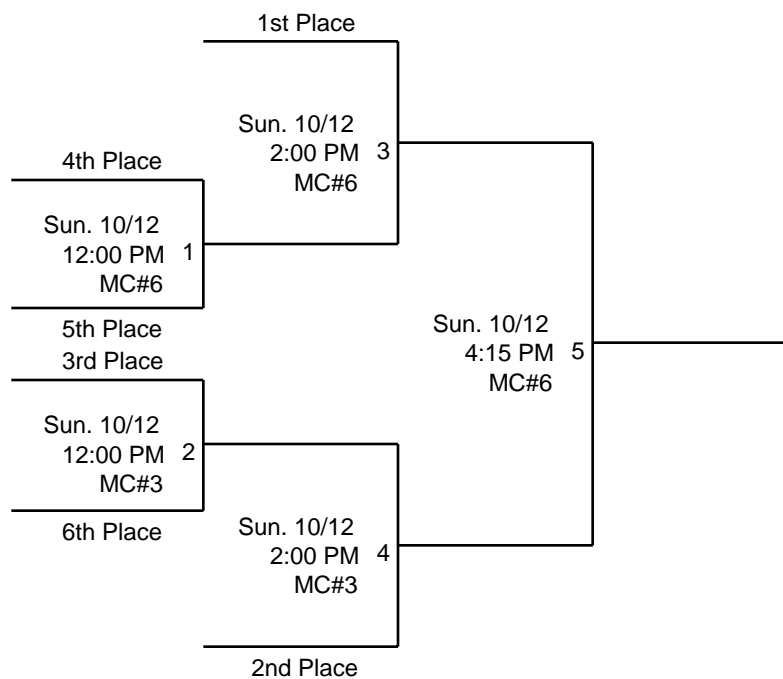 1st Place
Sun. 10/12
2:00 PM 3
MC#6
4th Place
Sun. 10/12
12:00 PM 1
MC#6
5th Place
3rd Place
Sun. 10/12
12:00 PM 2
MC#3
6th Place
Sun. 10/12
2:00 PM 4
MC#3
2nd Place
Sun. 10/12
4:15 PM 5
MC#6